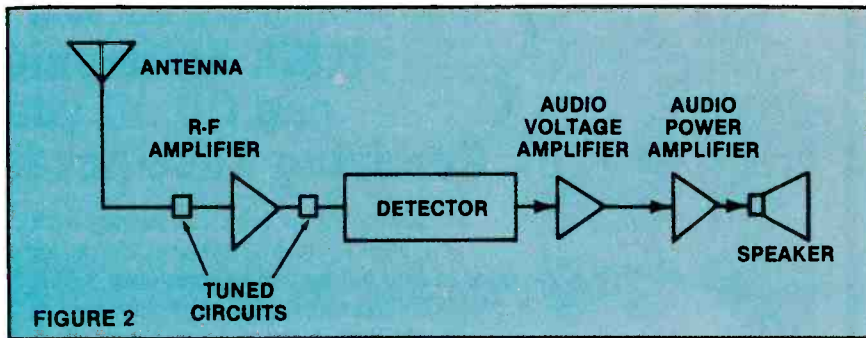 ANTENNA
R-F
AMPLIFIER
TUNED
CIRCUITS
DETECTOR
AUDIO
VOLTAGE
AMPLIFIER
AUDIO
POWER
AMPLIFIER
SPEAKER
FIGURE 2